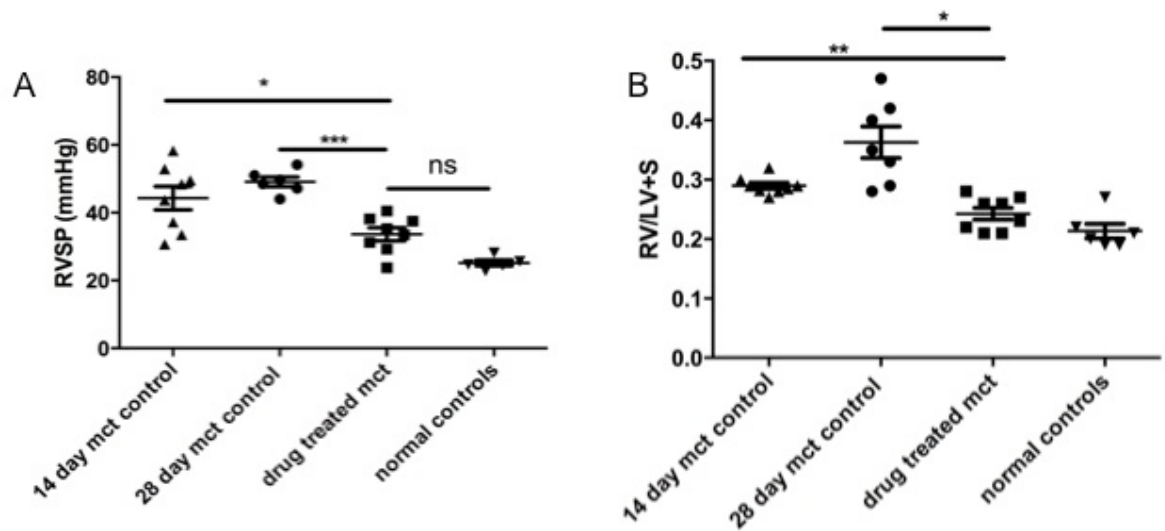 A
80
60
40
20
0
RVSP (mmHg)
*
***
ns
14 day mct control
28 day mct control
drug treated mct
normal controls
B
0.5
0.4
0.3
0.2
0.1
0.0
RV/LV+S
*
**
14 day mct control
28 day mct control
drug treated mct
normal controls